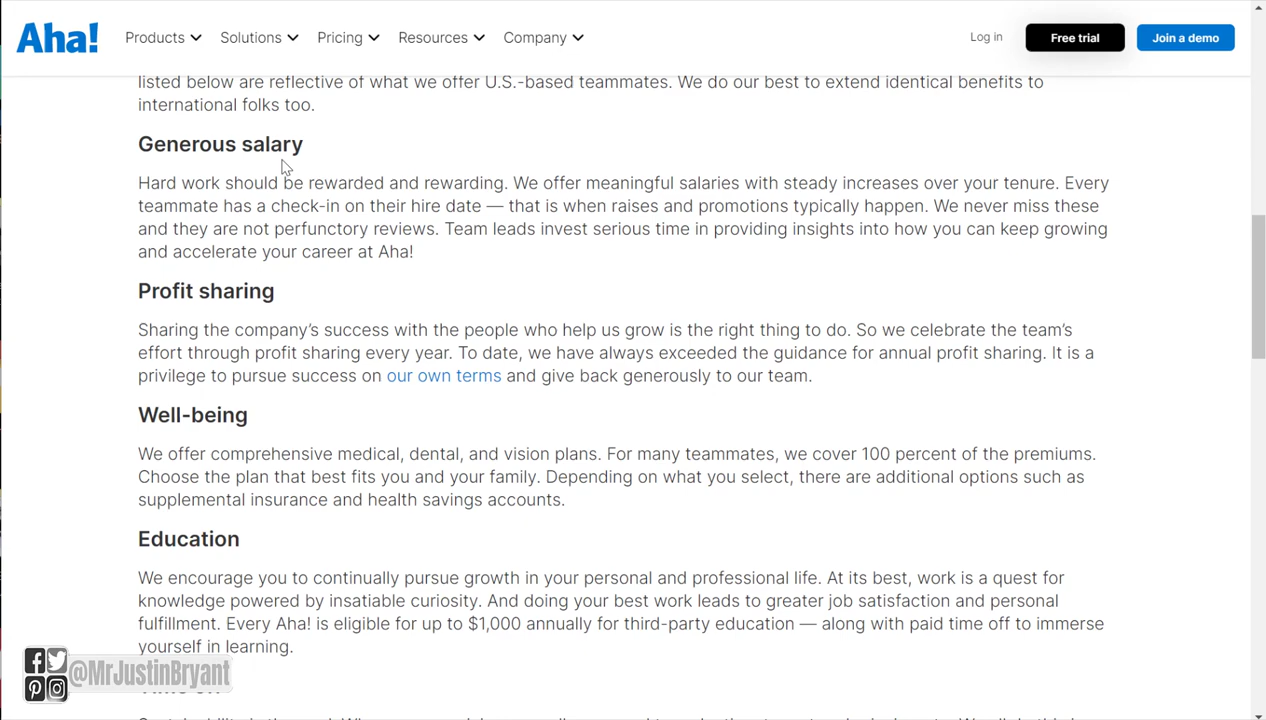 Aha!
Products
Solutions
Pricing
Resources
Company
Log in
Free trial
Join a demo
listed below are reflective of what we offer U.S.-based teammates. We do our best to extend identical benefits to
international folks too.
Generous salary
Hard work should be rewarded and rewarding. We offer meaningful salaries with steady increases over your tenure. Every
teammate has a check-in on their hire date — that is when raises and promotions typically happen. We never miss these
and they are not perfunctory reviews. Team leads invest serious time in providing insights into how you can keep growing
and accelerate your career at Aha!
Profit sharing
Sharing the company's success with the people who help us grow is the right thing to do. So we celebrate the team's
effort through profit sharing every year. To date, we have always exceeded the guidance for annual profit sharing. It is a
privilege to pursue success on our own terms and give back generously to our team.
Well-being
We offer comprehensive medical, dental, and vision plans. For many teammates, we cover 100 percent of the premiums.
Choose the plan that best fits you and your family. Depending on what you select, there are additional options such as
supplemental insurance and health savings accounts.
Education
We encourage you to continually pursue growth in your personal and professional life. At its best, work is a quest for
knowledge powered by insatiable curiosity. And doing your best work leads to greater job satisfaction and personal
fulfillment. Every Aha! is eligible for up to $1,000 annually for third-party education — along with paid time off to immerse
yourself in learning.
@MrJustinBryant